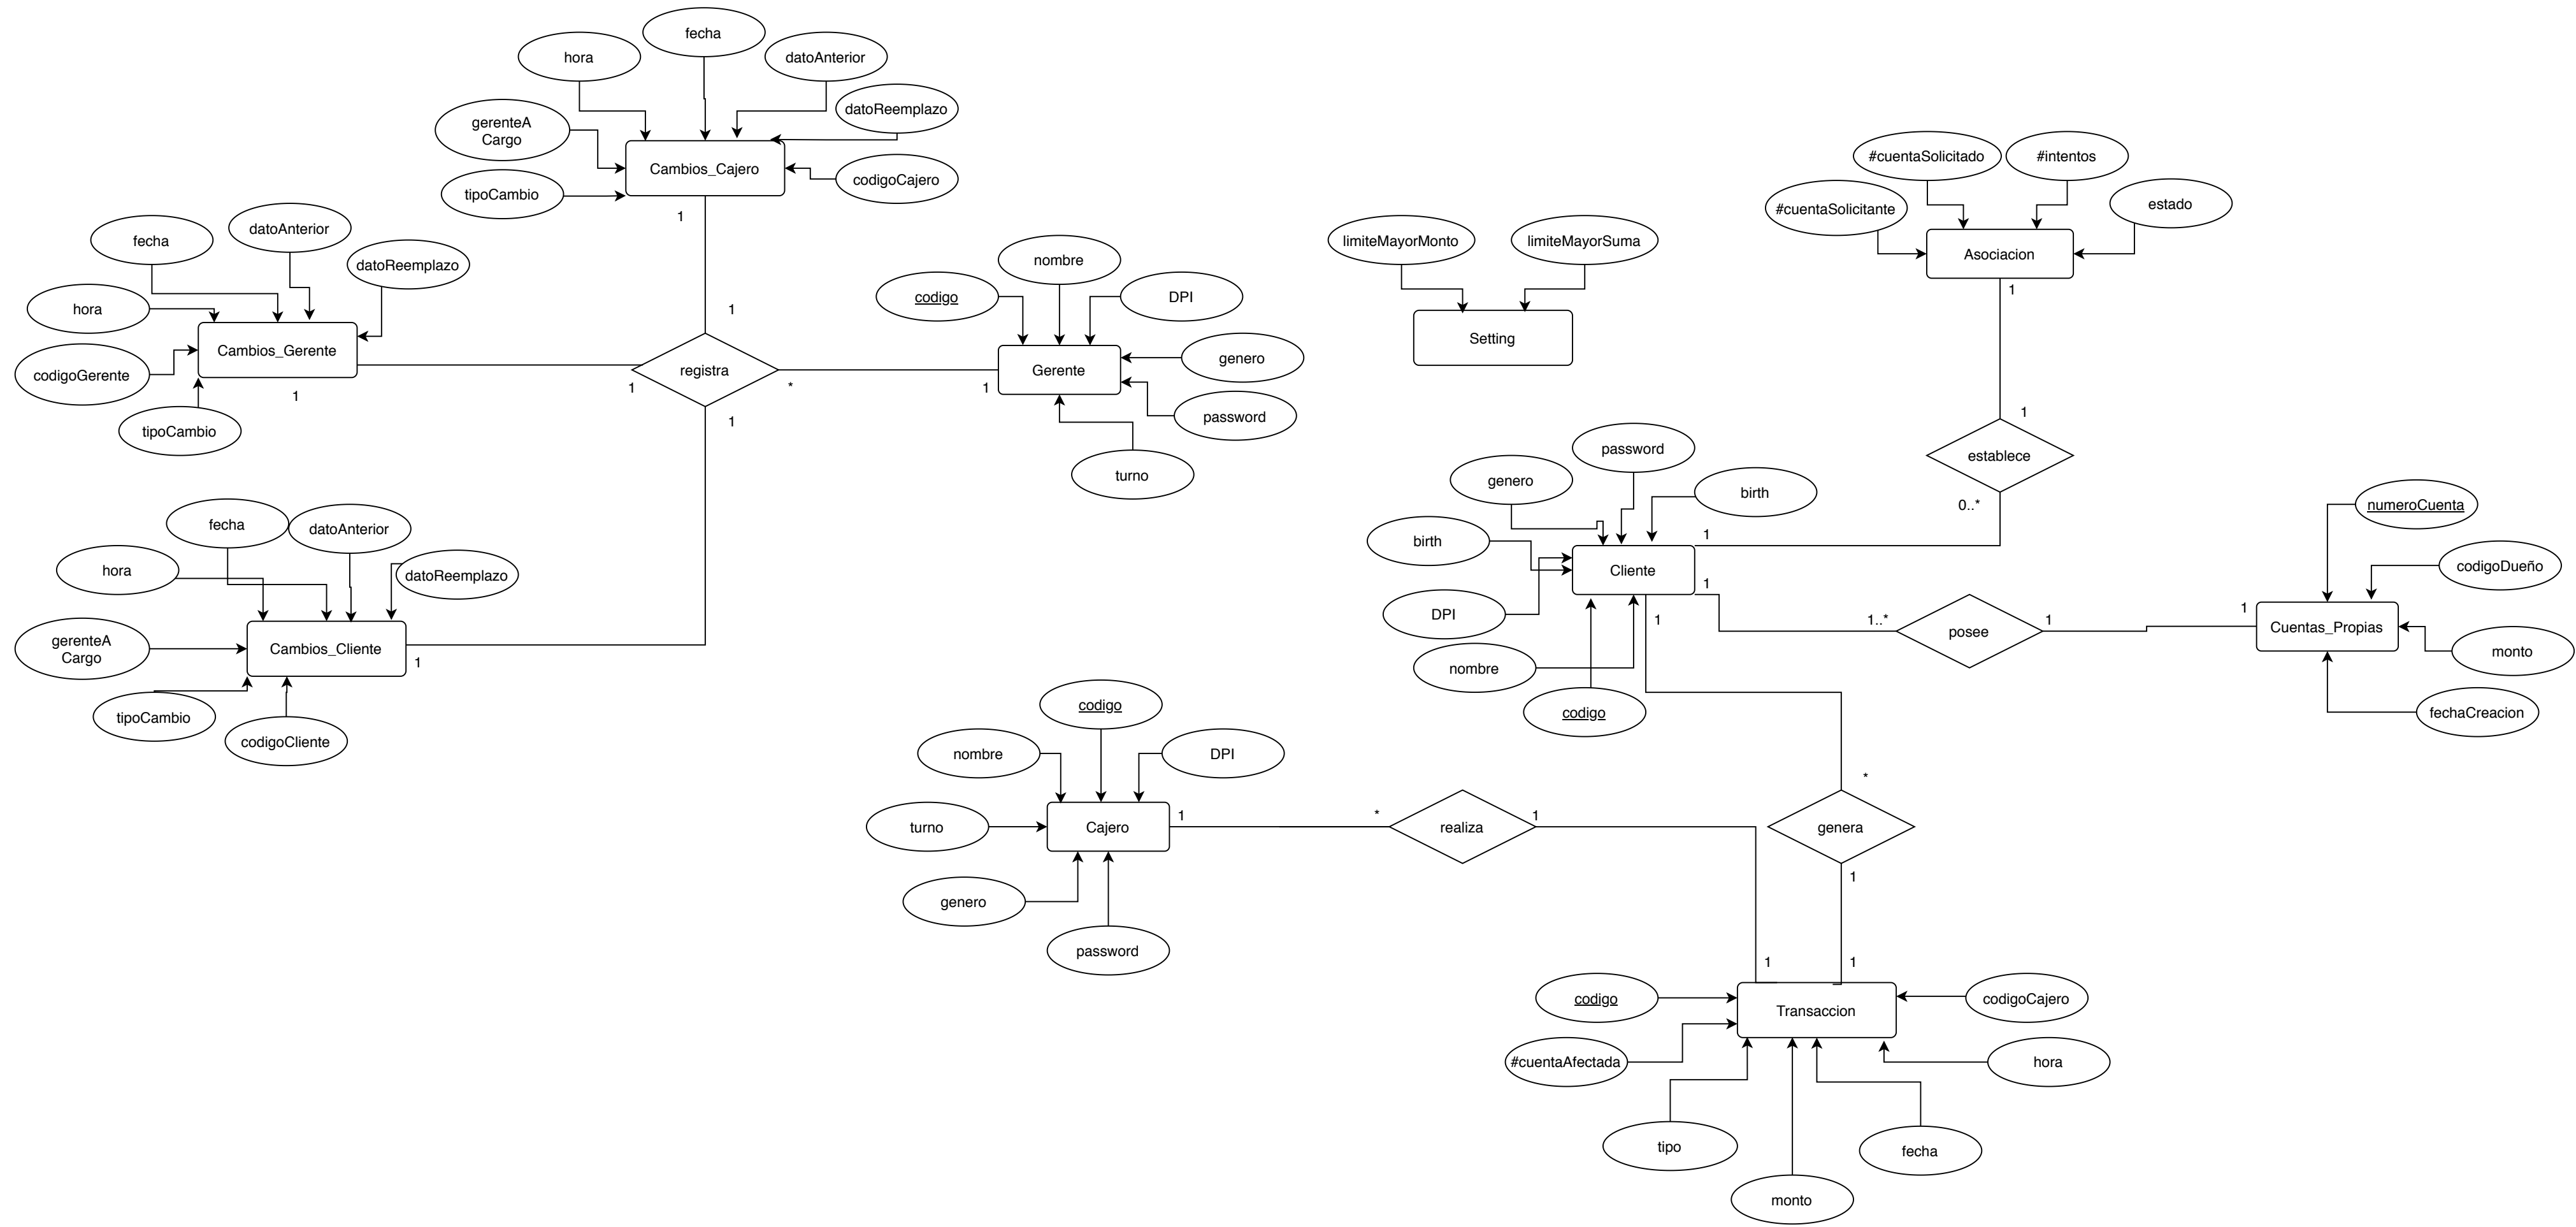 fecha
hora
datoAnterior
datoReemplazo
gerenteA
Cargo
Cambios_Cajero
codigoCajero
tipoCambio
1
1
fecha
datoAnterior
datoReemplazo
hora
Cambios_Gerente
codigoGerente
tipoCambio
1
1
registra
*
1
1
codigo
nombre
DPI
genero
Gerente
password
turno
fecha
datoAnterior
hora
datoReemplazo
gerenteA
Cargo
Cambios_Cliente
1
tipoCambio
codigoCliente
limiteMayorMonto
limiteMayorSuma
Setting
#cuentaSolicitado
#intentos
#cuentaSolicitante
estado
Asociacion
1
1
establece
0..*
password
genero
birth
birth
1
Cliente
1
DPI
1
nombre
codigo
1..*
posee
1
1
numeroCuenta
codigoDueño
Cuentas_Propias
monto
fechaCreacion
codigo
nombre
DPI
turno
Cajero
1
*
realiza
1
genero
password
*
genera
1
1
1
codigo
codigoCajero
Transaccion
#cuentaAfectada
hora
tipo
fecha
monto